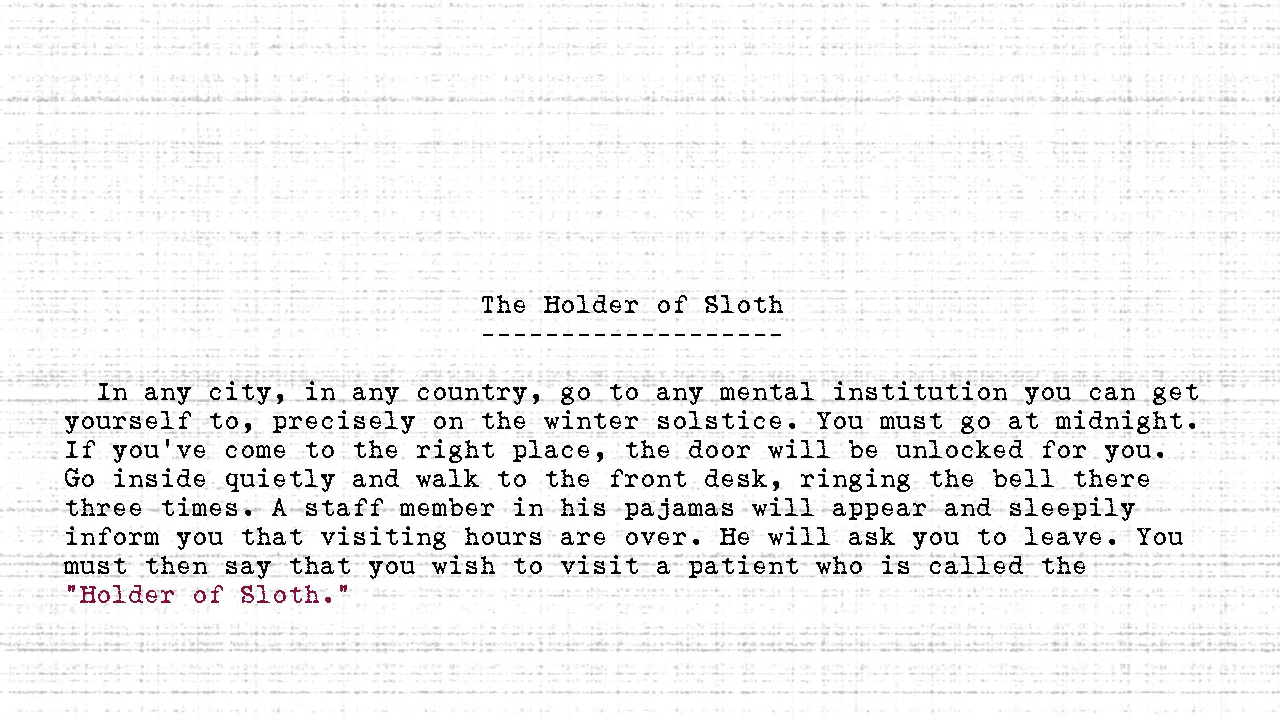 The Holder of Sloth
-------------------
In any city, in any country, go to any mental institution you can get
yourself to, precisely on the winter solstice. You must go at midnight.
If you've come to the right place, the door will be unlocked for you.
Go inside quietly and walk to the front desk, ringing the bell there
three times. A staff member in his pajamas will appear and sleepily
inform you that visiting hours are over. He will ask you to leave. You
must then say that you wish to visit a patient who is called the
"Holder of Sloth."